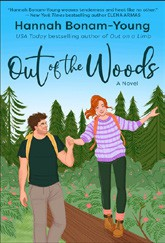 "Hannah Bonam-Young exudes tenderness and heat like no other."
—New York Times bestselling author ELENA ARMAS
Hannah Bonam-Young
USA Today bestselling author of Out on a Limb
Out of the Woods
A Novel